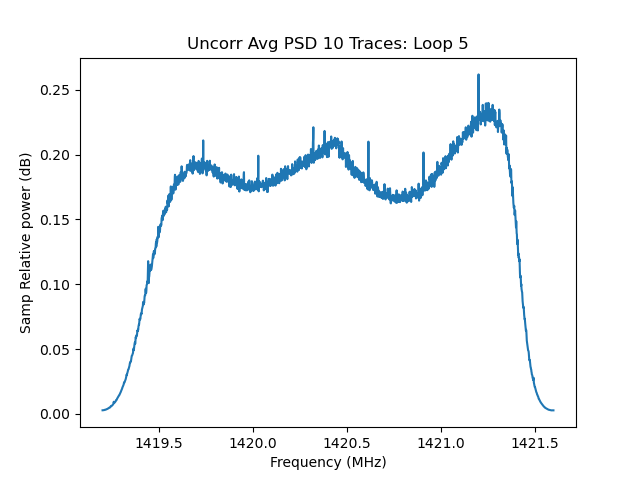 Uncorr Avg PSD 10 Traces: Loop 5
Samp Relative power (dB)
0.25
0.20
0.15
0.10
0.05
0.00
1419.5 1420.0 1420.5 1421.0 1421.5
Frequency (MHz)